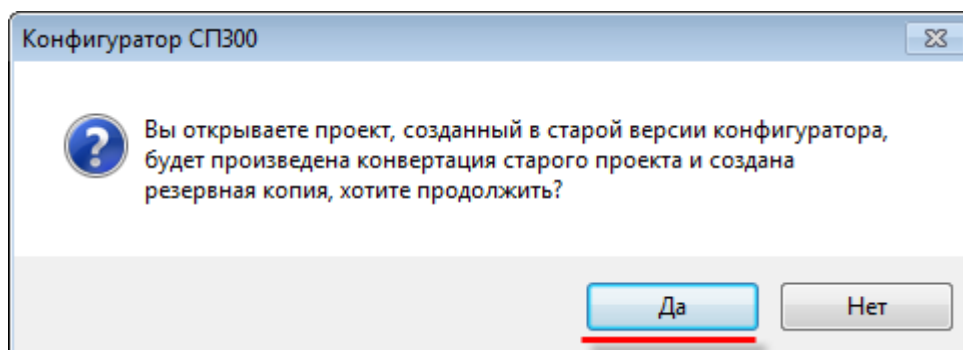 Конфигуратор СП300
Вы открываете проект, созданный в старой версии конфигуратора,
будет произведена конвертация старого проекта и создана
резервная копия, хотите продолжить?
Да
Нет